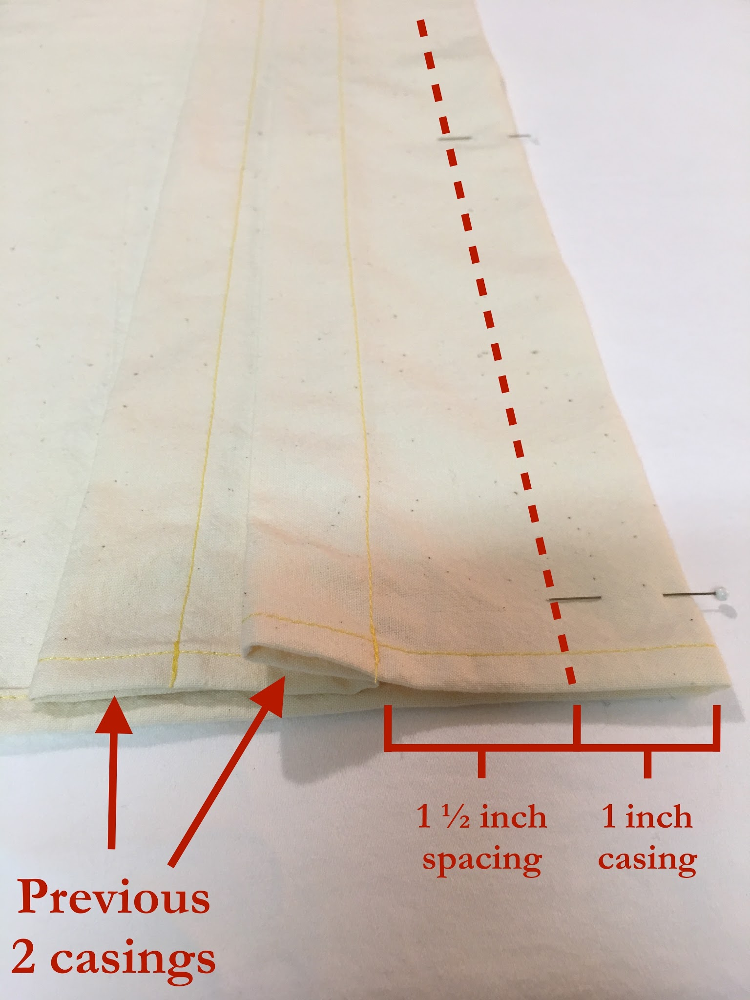 1 ½ inch
spacing
1 inch
casing
Previous
2 casings